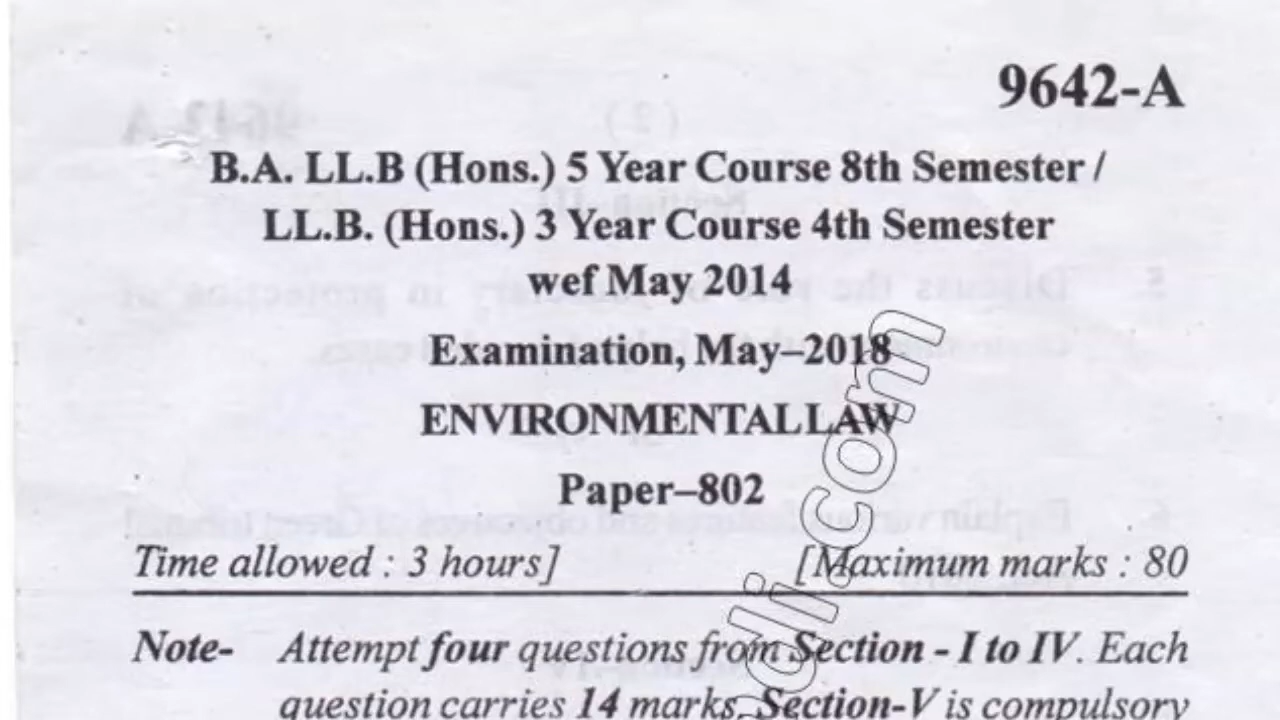 9642-A
B.A. LL.B (Hons.) 5 Year Course 8th Semester /
LL.B. (Hons.) 3 Year Course 4th Semester
wef May 2014
Examination, May–2018
ENVIRONMENTAL LAW
Paper–802
Time allowed : 3 hours] [Maximum marks : 80
Note- Attempt four questions from Section - I to IV. Each
question carries 14 marks. Section-V is compulsory